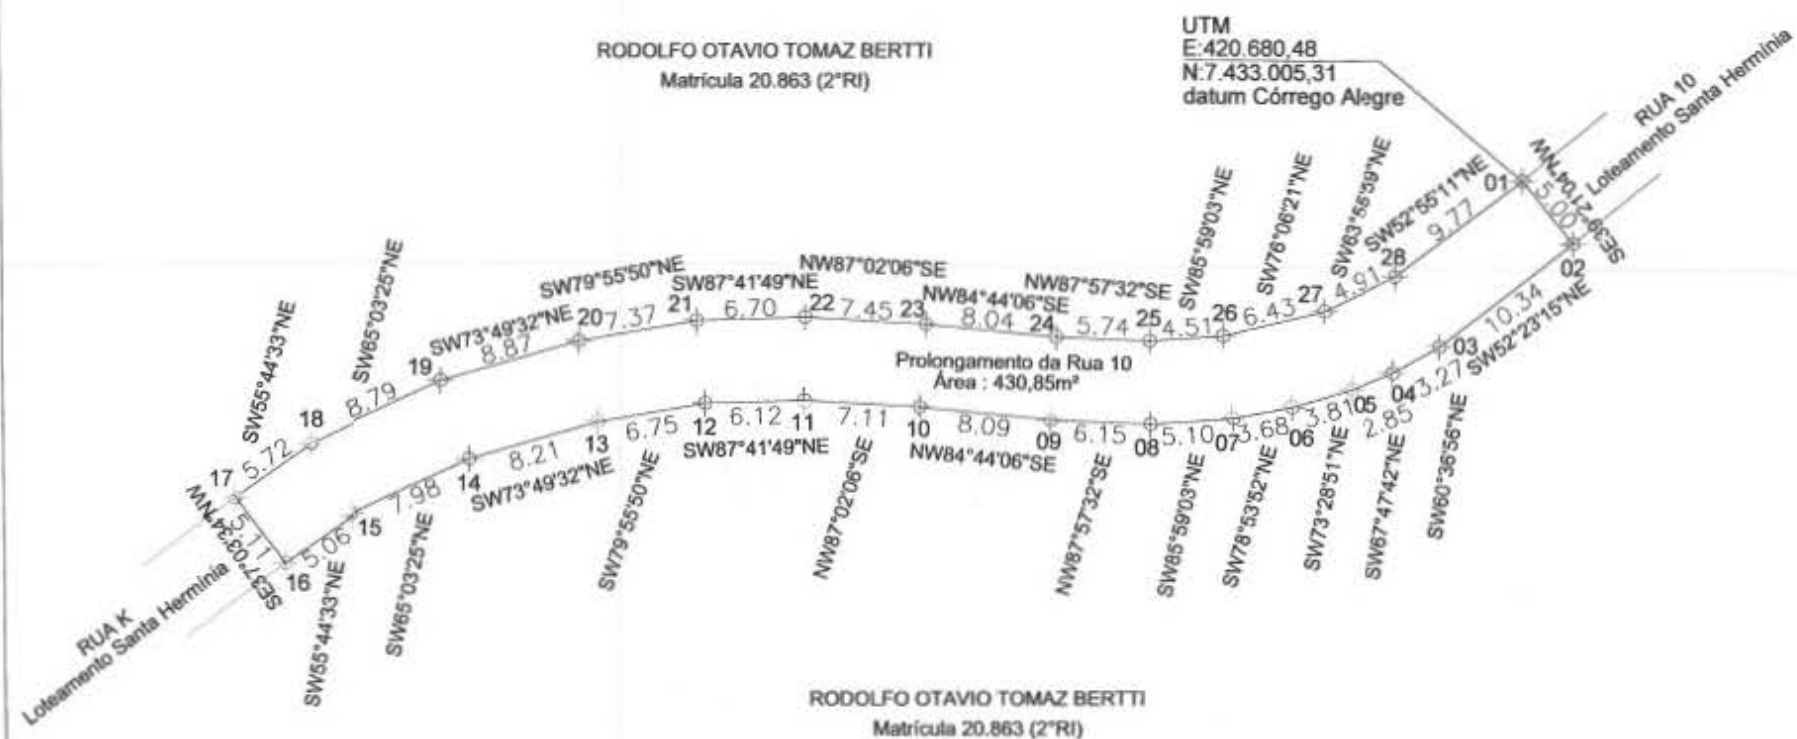 RODOLFO OTAVIO TOMAZ BERTTI
Matrícula 20.863 (2°RI)
UTM
E:420.680,48
N:7.433.005,31
datum Córrego Alegre
RUA 10
Loteamento Santa Hermínia
SE39°21'04"NW
5.00
01
02
SW52°55'11"NE
9.77
28
SW63°55'59"NE
4.91
27
SW76°06'21"NE
6.43
26
SW85°59'03"NE
4.51
25
NW87°57'32"SE
5.74
24
NW84°44'06"SE
8.04
23
NW87°02'06"SE
7.45
22
SW87°41'49"NE
6.70
21
SW79°55'50"NE
7.37
20
SW73°49'32"NE
8.87
19
SW65°03'25"NE
8.79
18
SW55°44'33"NE
5.72
17
Prolongamento da Rua 10
Área : 430,85m²
10.34
SW52°23'15"NE
03
3.27
SW60°36'56"NE
04
2.85
SW67°47'42"NE
05
3.81
SW73°28'51"NE
06
3.68
SW78°53'52"NE
07
5.10
SW85°59'03"NE
08
6.15
NW87°57'32"SE
09
8.09
NW84°44'06"SE
10
7.11
NW87°02'06"SE
11
6.12
SW87°41'49"NE
12
6.75
SW79°55'50"NE
13
8.21
SW73°49'32"NE
14
7.98
SW65°03'25"NE
15
5.06
SW55°44'33"NE
16
5.11
SE37°03'34"NW
RUA K
Loteamento Santa Hermínia
RODOLFO OTAVIO TOMAZ BERTTI
Matrícula 20.863 (2°RI)